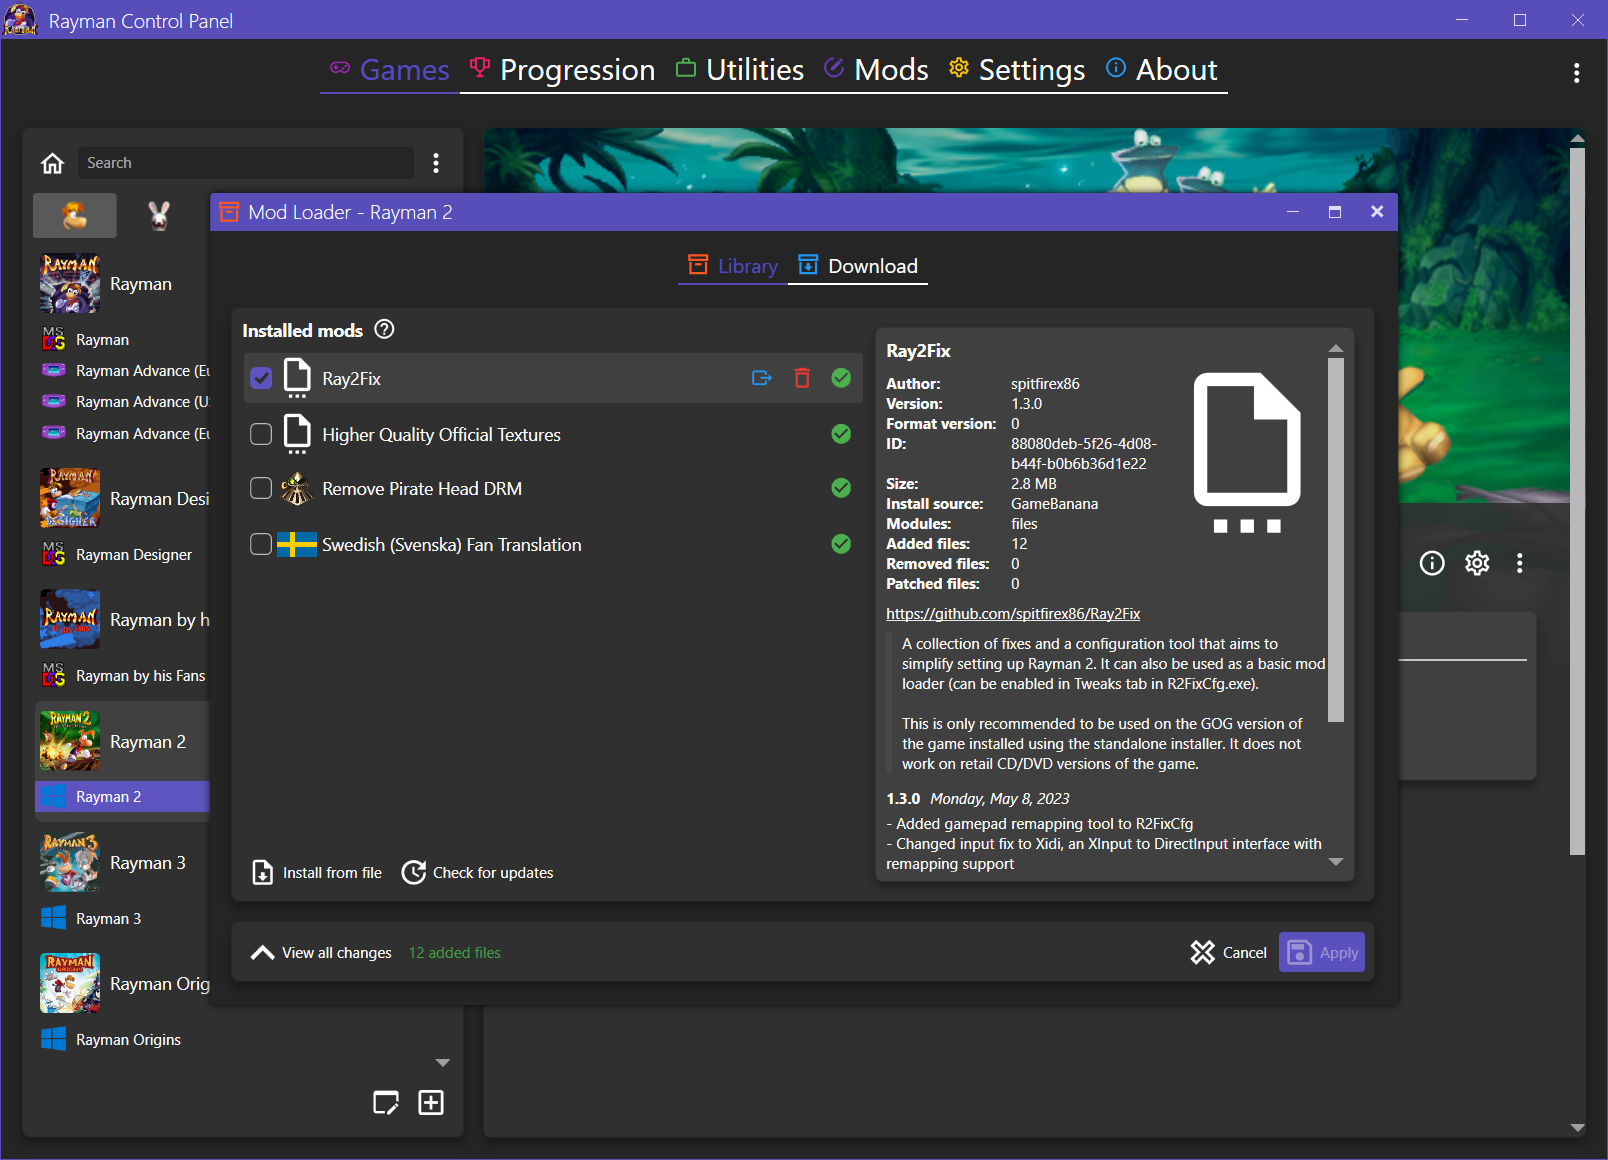 Rayman Control Panel
Games Progression Utilities Mods Settings About
Search
Rayman
Rayman
Rayman Advance (Eu
Rayman Advance (U
Rayman Advance (Eu
Rayman Desi
Rayman Designer
Rayman by h
Rayman by his Fans
Rayman 2
Rayman 2
Rayman 3
Rayman 3
Rayman Orig
Rayman Origins
Mod Loader - Rayman 2
Library Download
Installed mods
Ray2Fix
Higher Quality Official Textures
Remove Pirate Head DRM
Swedish (Svenska) Fan Translation
Install from file Check for updates
Ray2Fix
Author: spitfirex86
Version: 1.3.0
Format version: 0
ID: 88080deb-5f26-4d08-
b44f-b0b6b36d1e22
Size: 2.8 MB
Install source: GameBanana
Modules: files
Added files: 12
Removed files: 0
Patched files: 0
https://github.com/spitfirex86/Ray2Fix
A collection of fixes and a configuration tool that aims to
simplify setting up Rayman 2. It can also be used as a basic mod
loader (can be enabled in Tweaks tab in R2FixCfg.exe).
This is only recommended to be used on the GOG version of
the game installed using the standalone installer. It does not
work on retail CD/DVD versions of the game.
1.3.0 Monday, May 8, 2023
- Added gamepad remapping tool to R2FixCfg
- Changed input fix to Xidi, an XInput to DirectInput interface with
remapping support
View all changes 12 added files
Cancel Apply